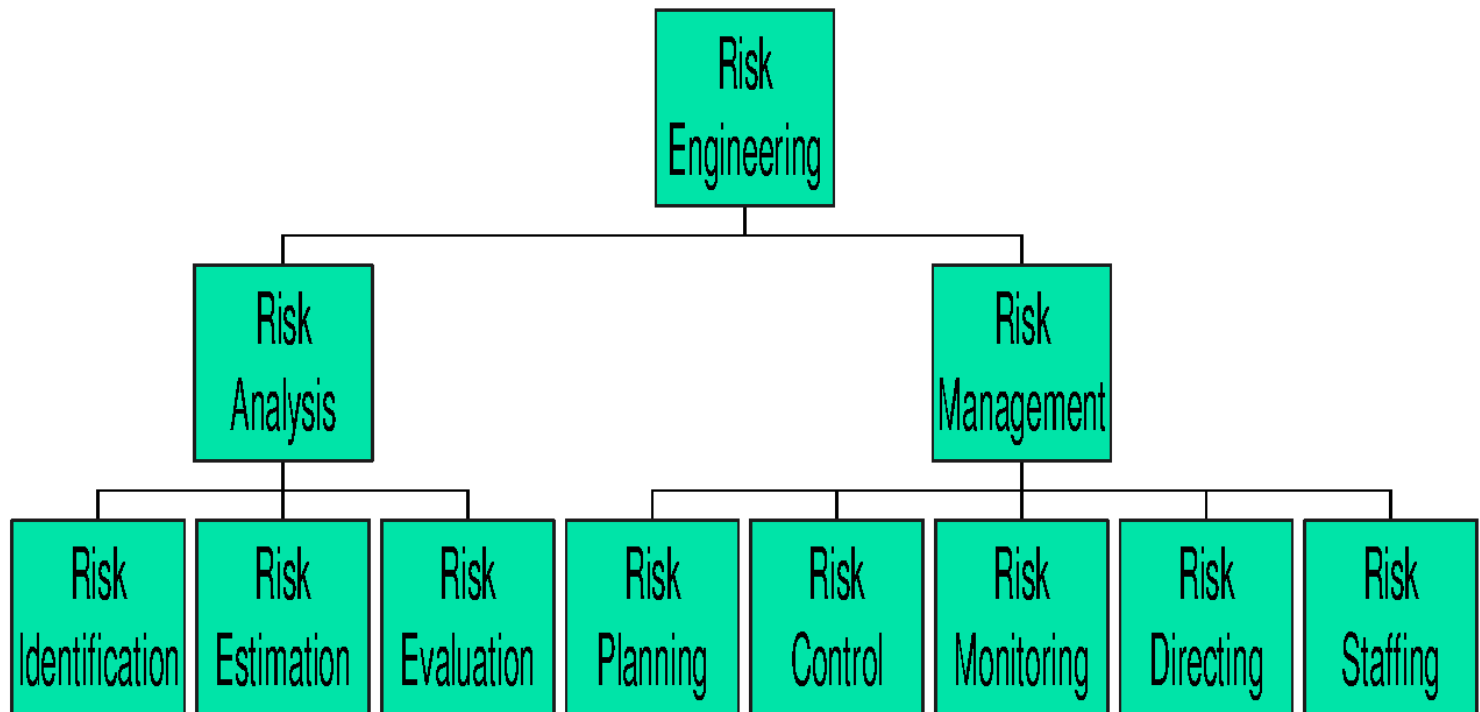 Risk
Engineering
Risk
Analysis
Risk
Management
Risk
Identification
Risk
Estimation
Risk
Evaluation
Risk
Planning
Risk
Control
Risk
Monitoring
Risk
Directing
Risk
Staffing